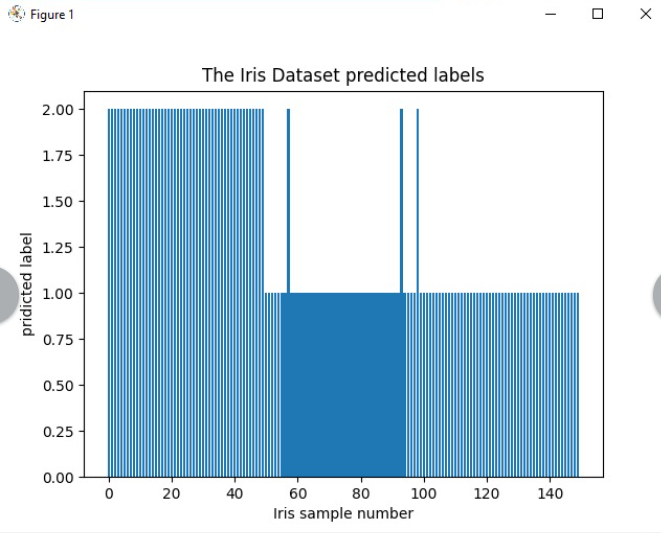 Figure 1
The Iris Dataset predicted labels
2.00
1.75
1.50
1.25
1.00
0.75
0.50
0.25
0.00
pridicted label
0 20 40 60 80 100 120 140
Iris sample number